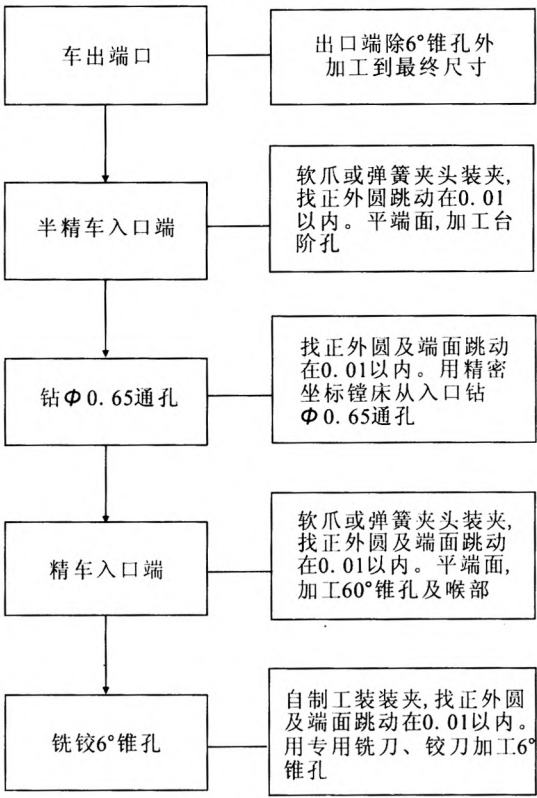 车出端口
出口端除6°锥孔外
加工到最终尺寸
半精车入口端
软爪或弹簧夹头装夹,
找正外圆跳动在0.01
以内。平端面,加工台
阶孔
钻Φ0.65通孔
找正外圆及端面跳动
在0.01以内。用精密
坐标镗床从入口钻
Φ0.65通孔
精车入口端
软爪或弹簧夹头装夹,
找正外圆及端面跳动
在0.01以内。平端面,
加工60°锥孔及喉部
铣铰6°锥孔
自制工装装夹,找正外圆
及端面跳动在0.01以内。
用专用铣刀、铰刀加工6°
锥孔